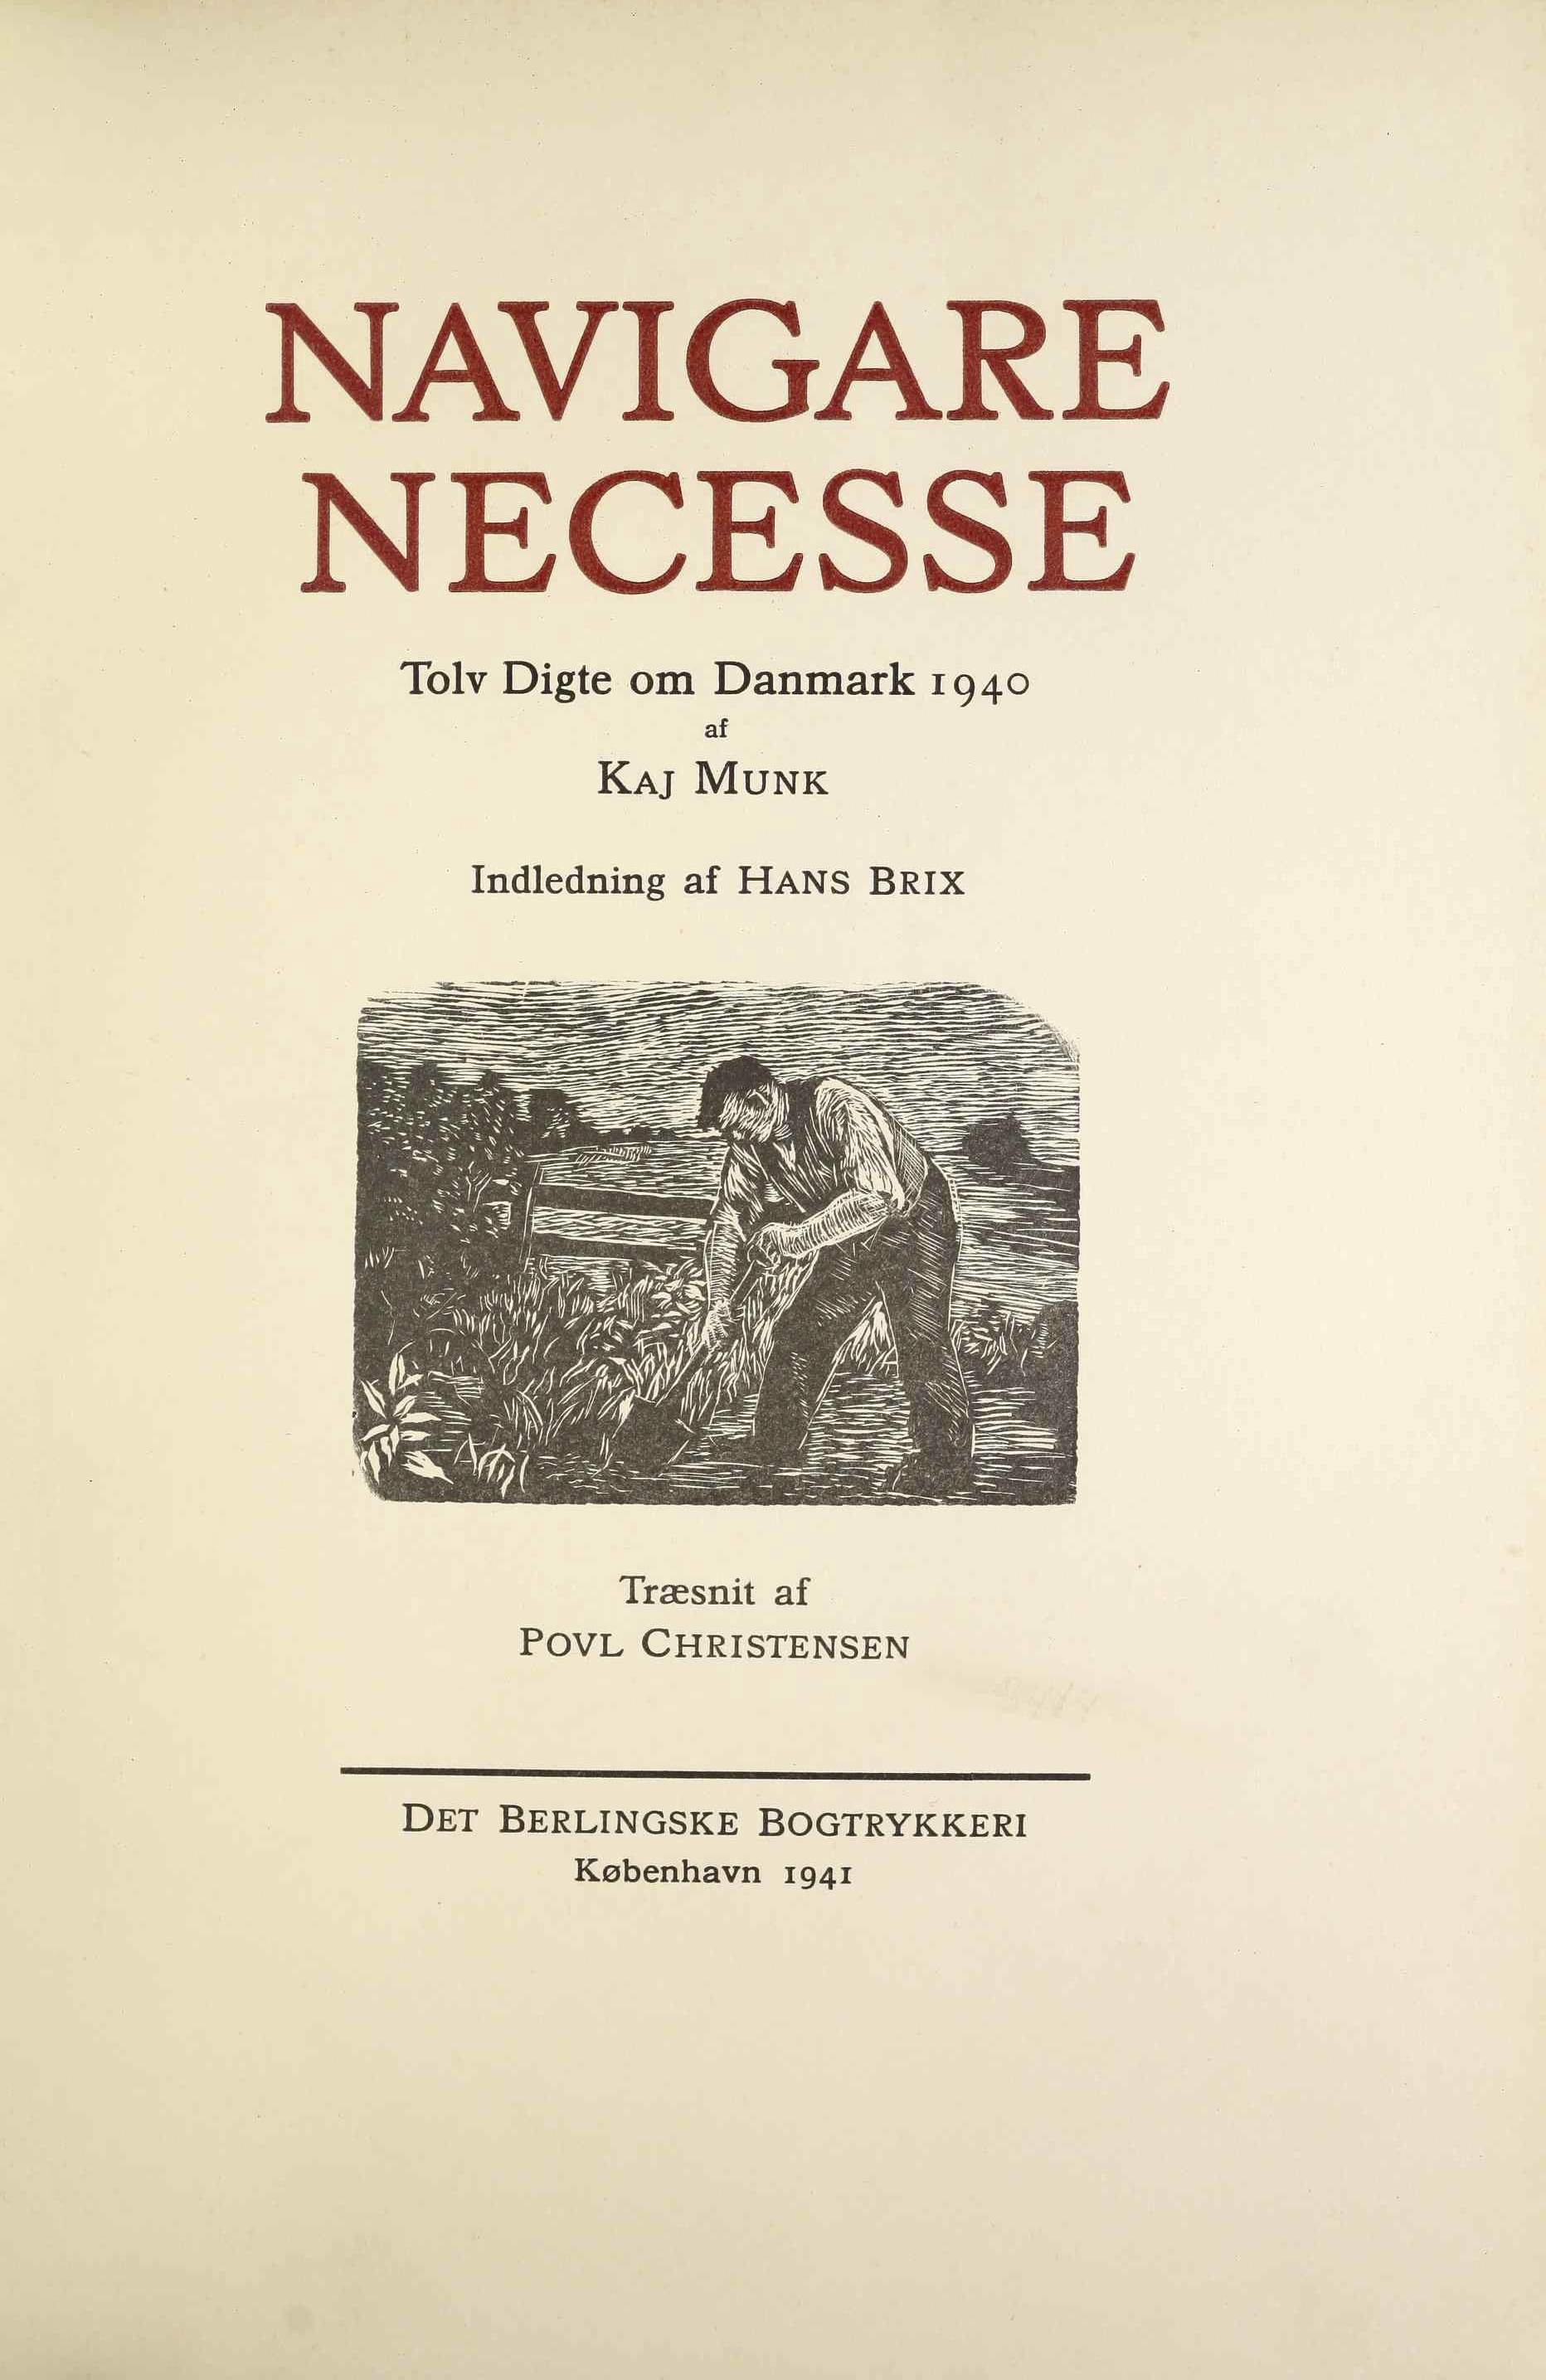 NAVIGARE
NECESSE
Tolv Digte om Danmark 1940
af
KAJ MUNK
Indledning af HANS BRIX
Træsnit af
POVL CHRISTENSEN
DET BERLINGSKE BOGTRYKKERI
København 1941